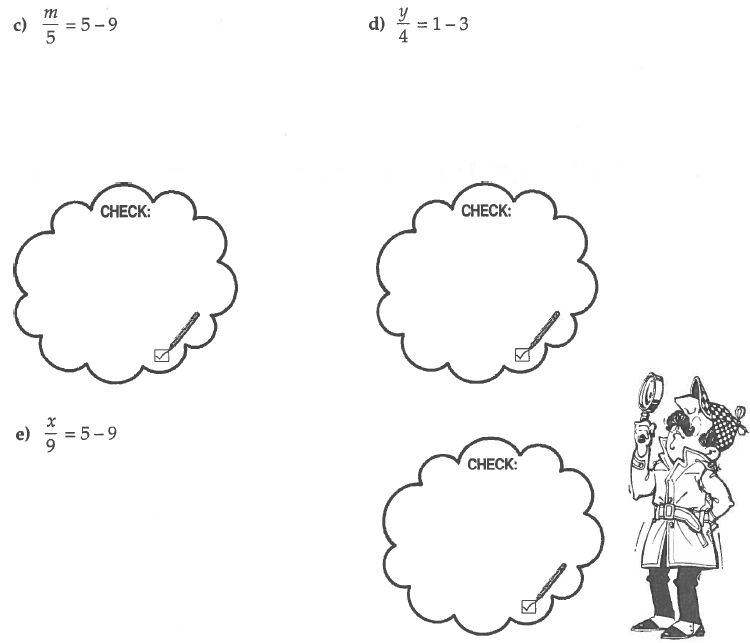 c) m/5 = 5 – 9
d) y/4 = 1 – 3
CHECK:
CHECK:
e) x/9 = 5 – 9
CHECK: